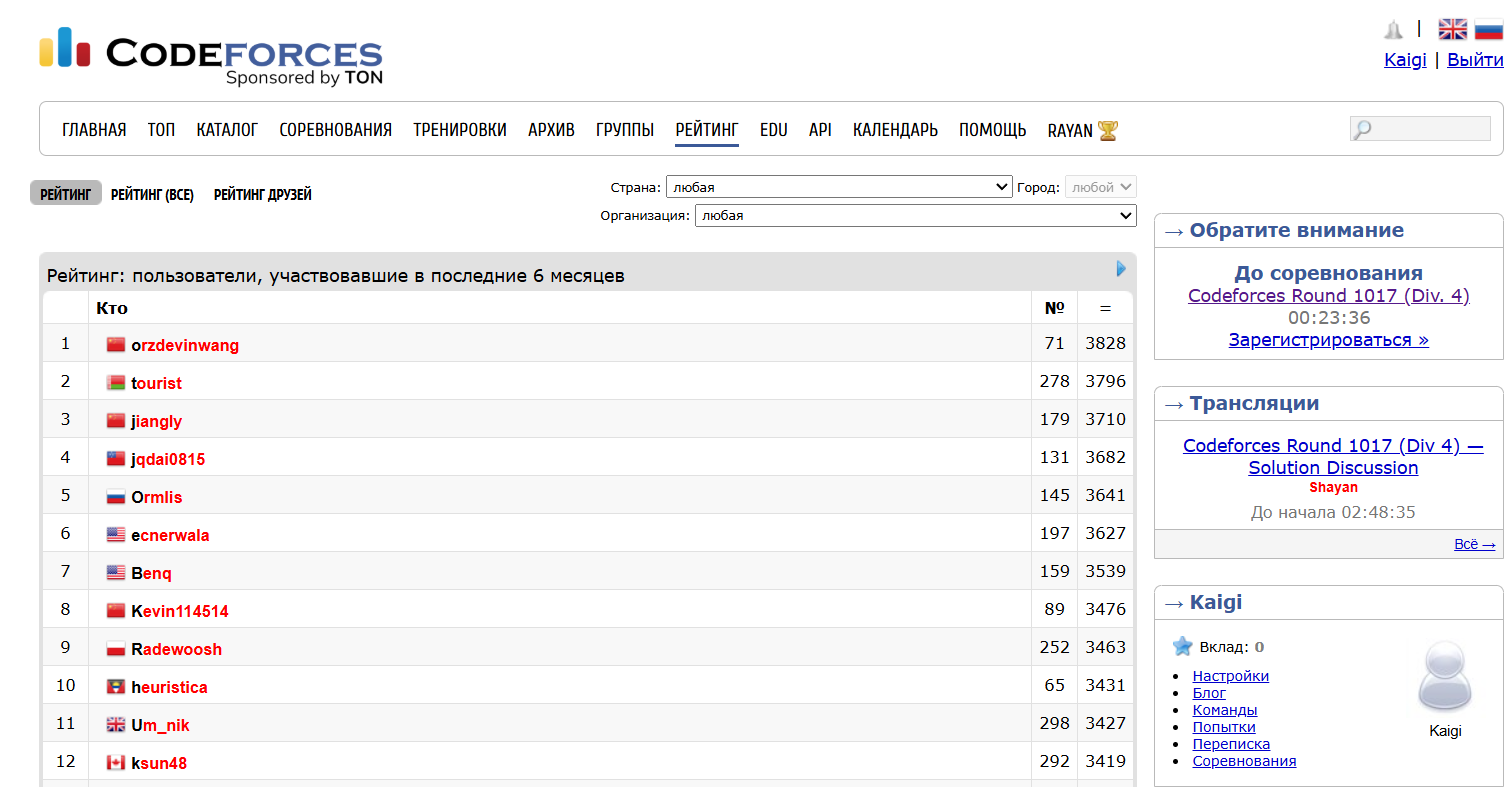 CODEFORCES
Sponsored by TON
|
Kaigi | Выйти
ГЛАВНАЯ ТОП КАТАЛОГ СОРЕВНОВАНИЯ ТРЕНИРОВКИ АРХИВ ГРУППЫ РЕЙТИНГ EDU API КАЛЕНДАРЬ ПОМОЩЬ RAYAN
РЕЙТИНГ РЕЙТИНГ (ВСЕ) РЕЙТИНГ ДРУЗЕЙ
Страна: любая Город: любой
Организация: любая
Рейтинг: пользователи, участвовавшие в последние 6 месяцев
Кто № =
1 orzdevinwang 71 3828
2 tourist 278 3796
3 jiangly 179 3710
4 jqdai0815 131 3682
5 Ormlis 145 3641
6 ecnerwala 197 3627
7 Benq 159 3539
8 Kevin114514 89 3476
9 Radewoosh 252 3463
10 heuristica 65 3431
11 Um_nik 298 3427
12 ksun48 292 3419
→ Обратите внимание
До соревнования
Codeforces Round 1017 (Div. 4)
00:23:36
Зарегистрироваться »
→ Трансляции
Codeforces Round 1017 (Div 4) —
Solution Discussion
Shayan
До начала 02:48:35
Всё →
→ Kaigi
Вклад: 0
Настройки
Блог
Команды
Попытки
Переписка
Соревнования
Kaigi